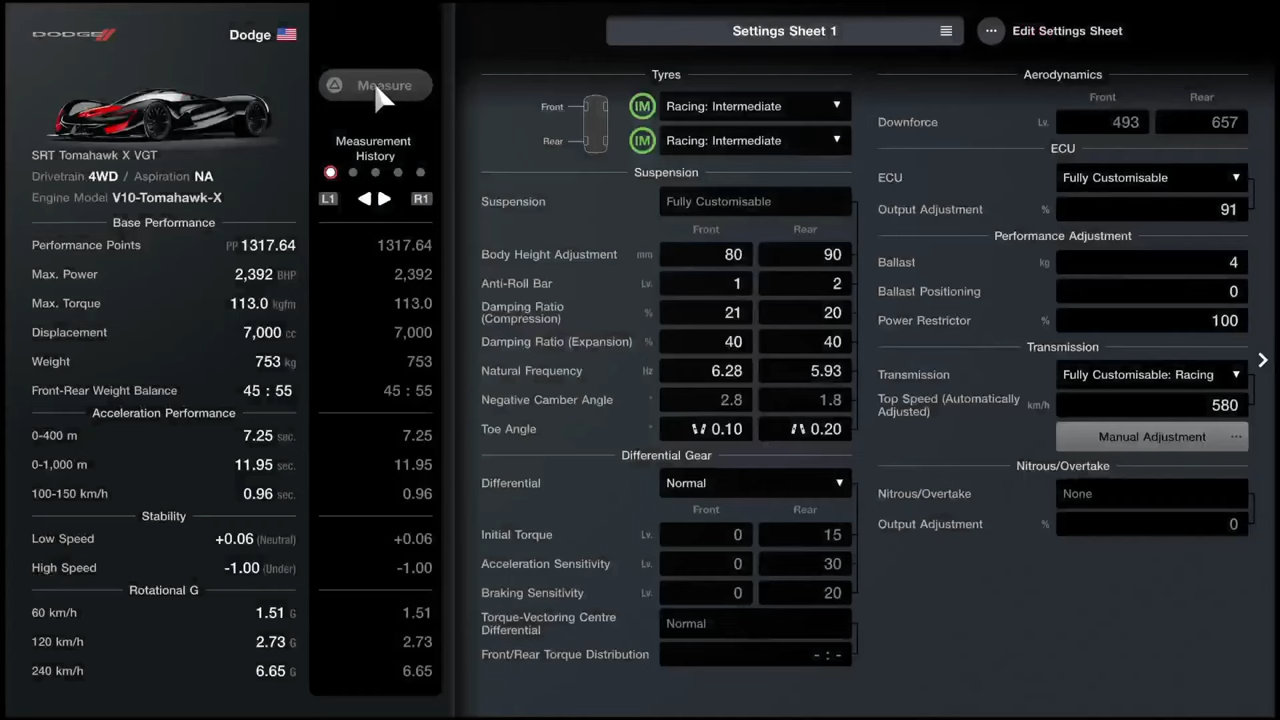 DODGE
Dodge
SRT Tomahawk X VGT
Drivetrain 4WD / Aspiration NA
Engine Model V10-Tomahawk-X
Base Performance
Performance Points PP 1317.64
Max. Power 2,392 BHP
Max. Torque 113.0 kgfm
Displacement 7,000 cc
Weight 753 kg
Front-Rear Weight Balance 45 : 55
Acceleration Performance
0-400 m 7.25 sec.
0-1,000 m 11.95 sec.
100-150 km/h 0.96 sec.
Stability
Low Speed +0.06 (Neutral)
High Speed -1.00 (Under)
Rotational G
60 km/h 1.51 G
120 km/h 2.73 G
240 km/h 6.65 G
Measure
Measurement
History
L1 R1
1317.64
2,392
113.0
7,000
753
45 : 55
7.25
11.95
0.96
+0.06
-1.00
1.51
2.73
6.65
Settings Sheet 1
Edit Settings Sheet
Tyres
Front IM Racing: Intermediate
Rear IM Racing: Intermediate
Suspension
Suspension Fully Customisable
Front Rear
Body Height Adjustment mm 80 90
Anti-Roll Bar Lv. 1 2
Damping Ratio
(Compression) % 21 20
Damping Ratio (Expansion) % 40 40
Natural Frequency Hz 6.28 5.93
Negative Camber Angle ° 2.8 1.8
Toe Angle ° 0.10 0.20
Differential Gear
Differential Normal
Front Rear
Initial Torque Lv. 0 15
Acceleration Sensitivity Lv. 0 30
Braking Sensitivity Lv. 0 20
Torque-Vectoring Centre
Differential Normal
Front/Rear Torque Distribution - : -
Aerodynamics
Front Rear
Downforce Lv. 493 657
ECU
ECU Fully Customisable
Output Adjustment % 91
Performance Adjustment
Ballast kg 4
Ballast Positioning 0
Power Restrictor % 100
Transmission
Transmission Fully Customisable: Racing
Top Speed (Automatically
Adjusted) km/h 580
Manual Adjustment
Nitrous/Overtake
Nitrous/Overtake None
Output Adjustment % 0